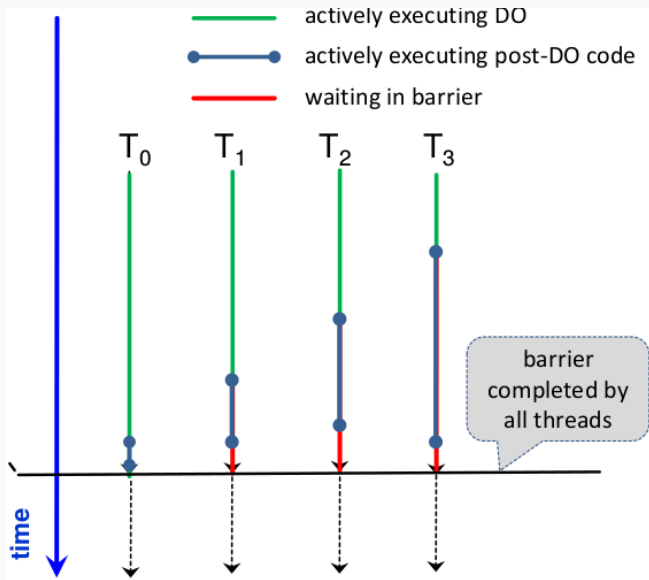 actively executing DO
actively executing post-DO code
waiting in barrier
T₀ T₁ T₂ T₃
barrier
completed by
all threads
time